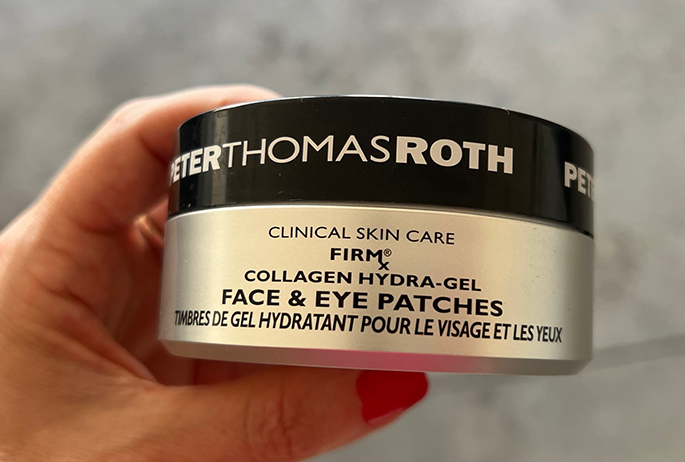 PETERTHOMASROTH PE
CLINICAL SKIN CARE
FIRMx®
COLLAGEN HYDRA-GEL
FACE & EYE PATCHES
TIMBRES DE GEL HYDRATANT POUR LE VISAGE ET LES YEUX